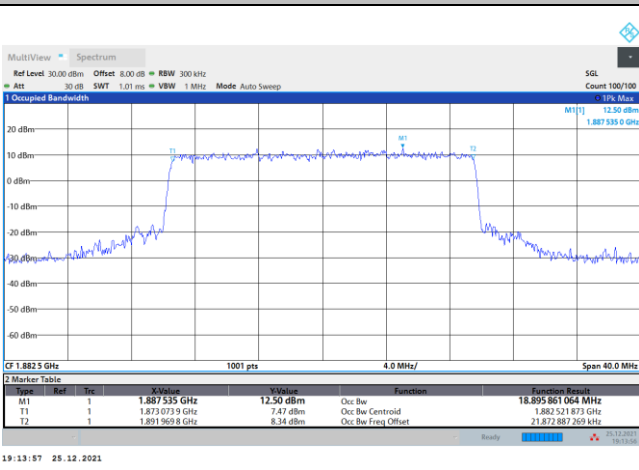 MultiView Spectrum
Ref Level 30.00 dBm Offset 8.00 dB RBW 300 kHz SGL
Att 30 dB SWT 1.01 ms VBW 1 MHz Mode Auto Sweep Count 100/100
1 Occupied Bandwidth 1Pk Max
M1[1] 12.50 dBm
1.887 535 0 GHz
20 dBm
M1
T1 T2
10 dBm
0 dBm
-10 dBm
-20 dBm
-30 dBm
-40 dBm
-50 dBm
-60 dBm
CF 1.882 5 GHz 1001 pts 4.0 MHz/ Span 40.0 MHz
2 Marker Table
Type Ref Trc X-Value Y-Value Function Function Result
M1 1 1.887 535 GHz 12.50 dBm Occ Bw 18.895 861 064 MHz
T1 1 1.873 073 9 GHz 7.47 dBm Occ Bw Centroid 1.882 521 873 GHz
T2 1 1.891 969 8 GHz 8.34 dBm Occ Bw Freq Offset 21.872 887 269 kHz
Ready 25.12.2021
19:13:56
19:13:57 25.12.2021